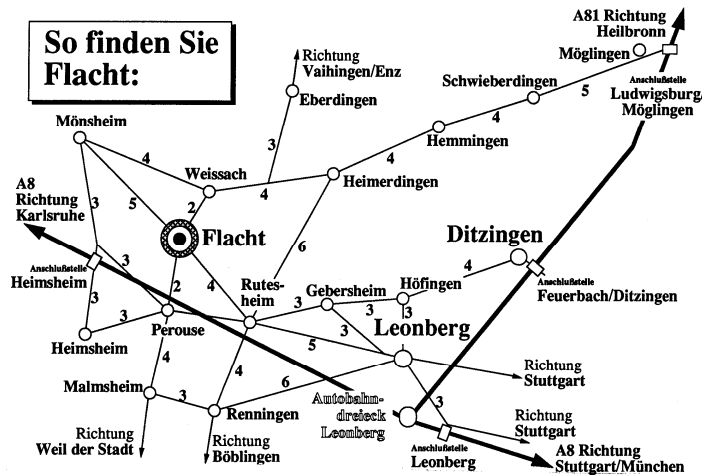 So finden Sie
Flacht:
A81 Richtung
Heilbronn
Möglingen
Anschlußstelle
Ludwigsburg/
Möglingen
Richtung
Vaihingen/Enz
Eberdingen
Schwieberdingen
5
4
Hemmingen
4
Mönsheim
3
4
Weissach
4
Heimerdingen
A8
Richtung
Karlsruhe
3
5
2
Flacht
6
Ditzingen
4
Anschlußstelle
Feuerbach/Ditzingen
Anschlußstelle
Heimsheim
3
2
4
Rutes-
heim
Gebersheim
Höfingen
3
3
3
3
3
3
Leonberg
Heimsheim
Perouse
5
Richtung
Stuttgart
4
4
6
Malmsheim
3
Renningen
Autobahn-
dreieck
Leonberg
3
Richtung
Stuttgart
Richtung
Weil der Stadt
Richtung
Böblingen
Anschlußstelle
Leonberg
A8 Richtung
Stuttgart/München